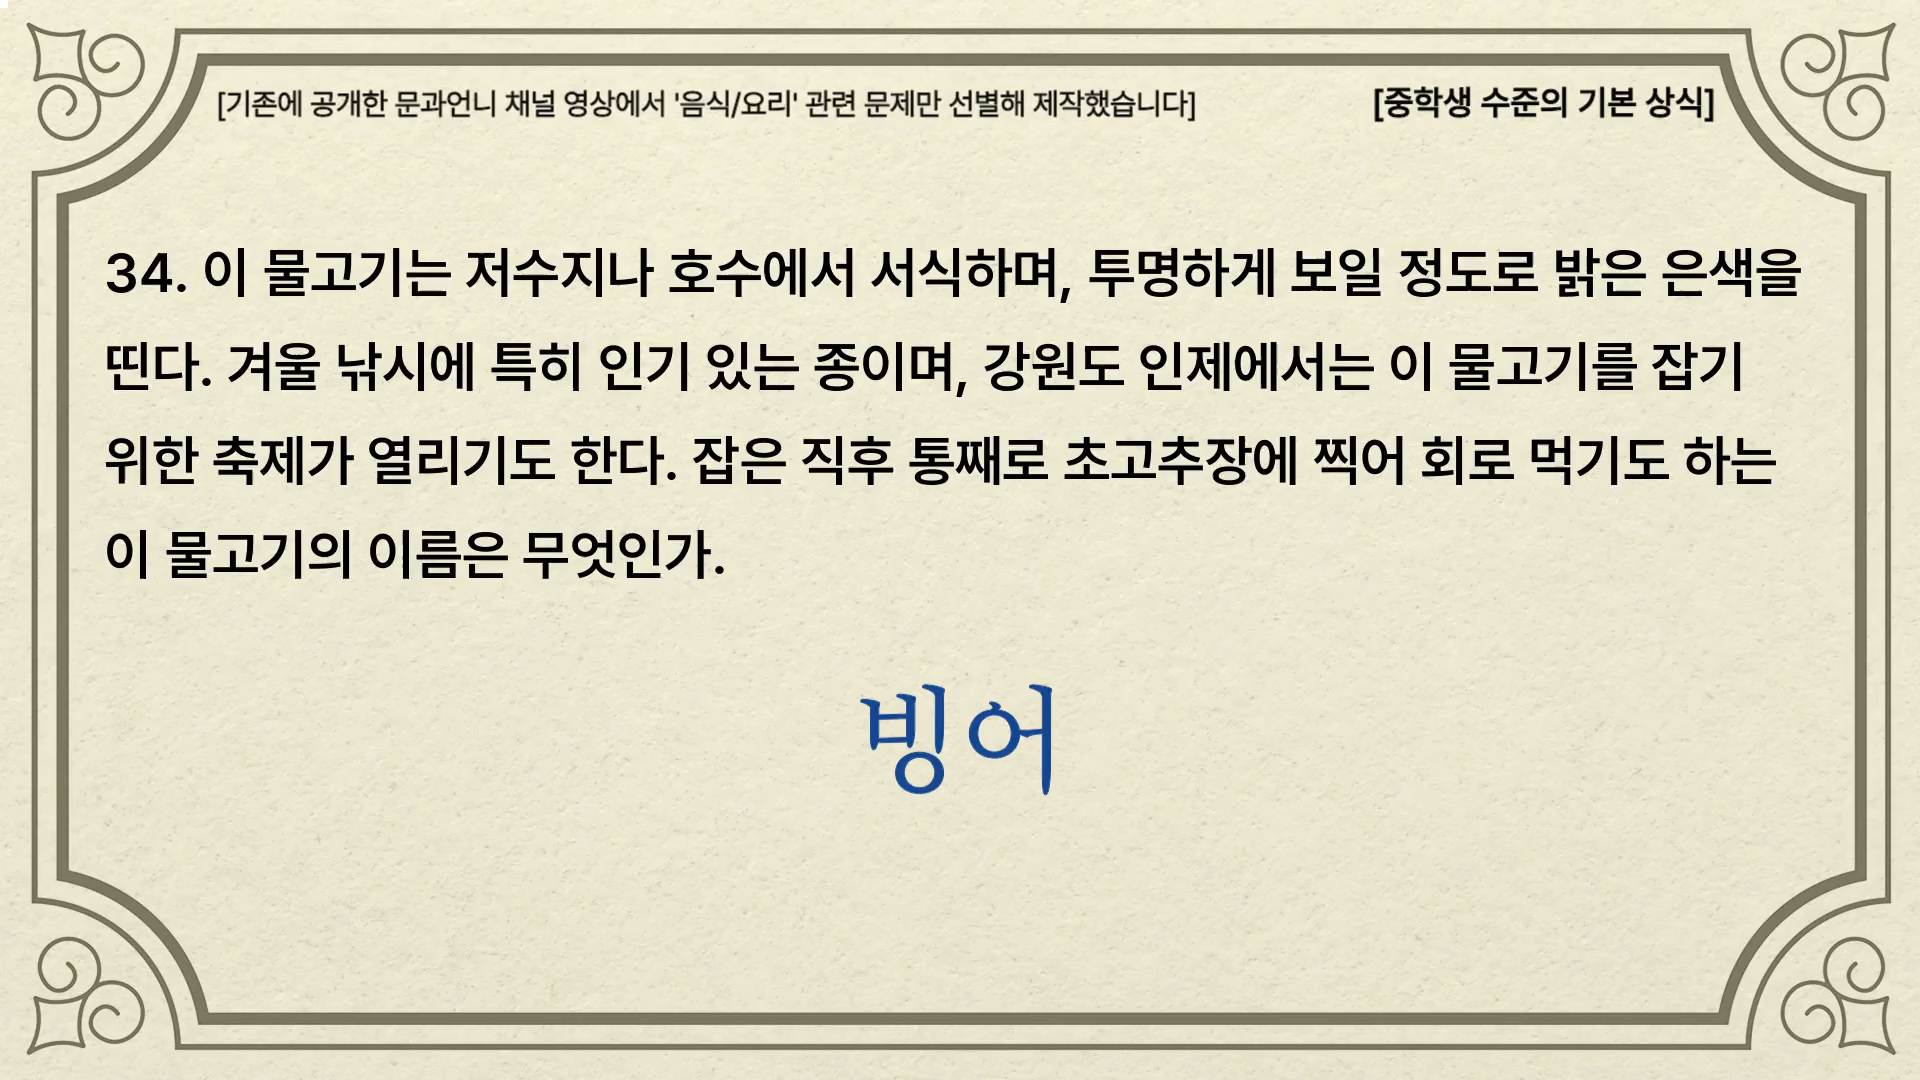 [기존에 공개한 문과언니 채널 영상에서 '음식/요리' 관련 문제만 선별해 제작했습니다]
[중학생 수준의 기본 상식]
34. 이 물고기는 저수지나 호수에서 서식하며, 투명하게 보일 정도로 밝은 은색을
띤다. 겨울 낚시에 특히 인기 있는 종이며, 강원도 인제에서는 이 물고기를 잡기
위한 축제가 열리기도 한다. 잡은 직후 통째로 초고추장에 찍어 회로 먹기도 하는
이 물고기의 이름은 무엇인가.
빙어